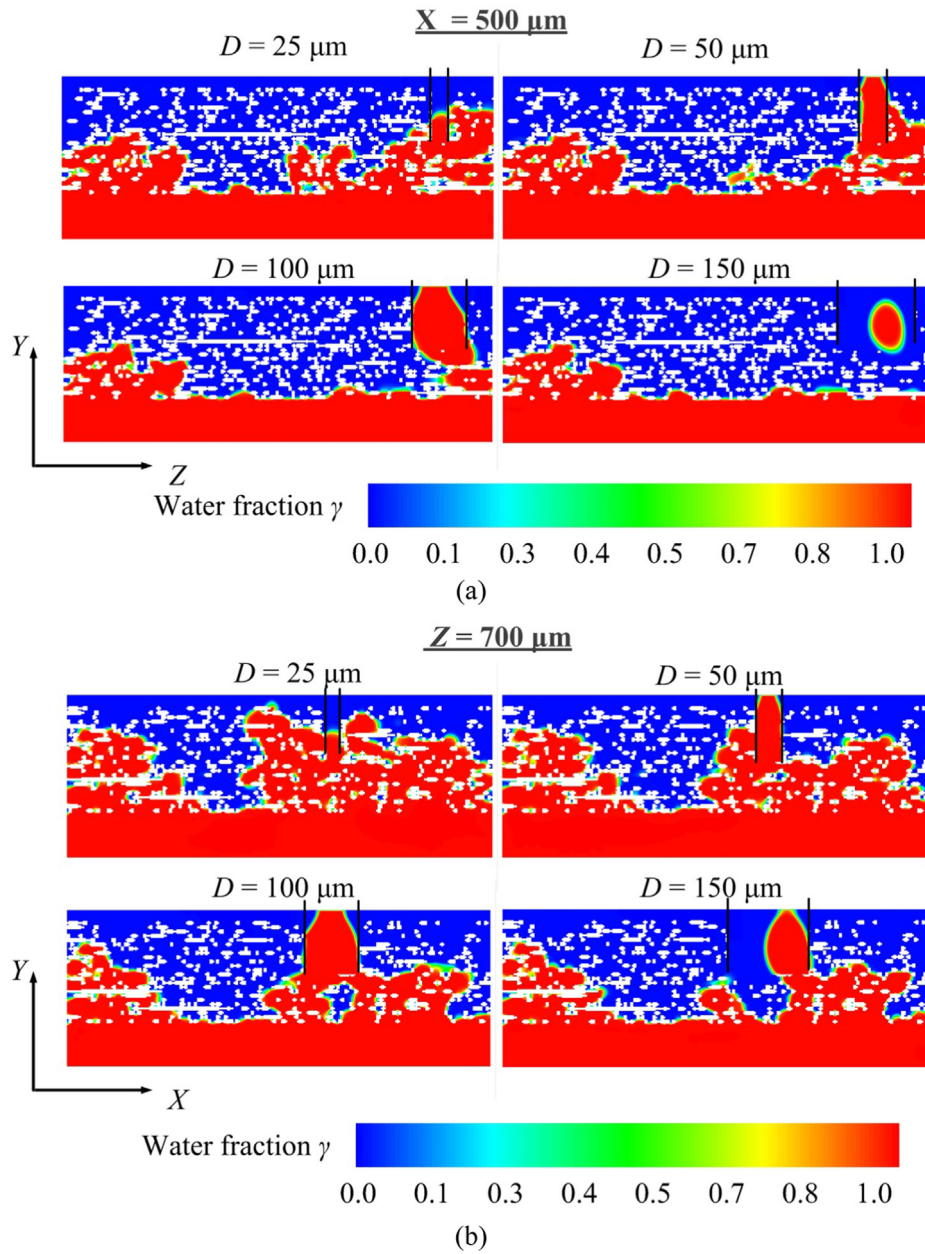 X = 500 μm
D = 25 μm D = 50 μm
D = 100 μm D = 150 μm
Y
Z
Water fraction γ
0.0 0.1 0.3 0.4 0.5 0.7 0.8 1.0
(a)
Z = 700 μm
D = 25 μm D = 50 μm
D = 100 μm D = 150 μm
Y
X
Water fraction γ
0.0 0.1 0.3 0.4 0.5 0.7 0.8 1.0
(b)